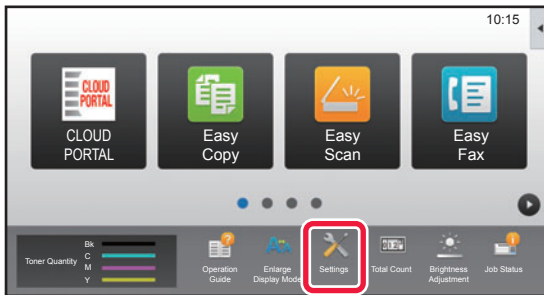 10:15
CLOUD
PORTAL
CLOUD
PORTAL
Easy
Copy
Easy
Scan
Easy
Fax
Toner Quantity
Bk
C
M
Y
Operation
Guide
Enlarge
Display Mode
Settings
Total Count
Brightness
Adjustment
Job Status